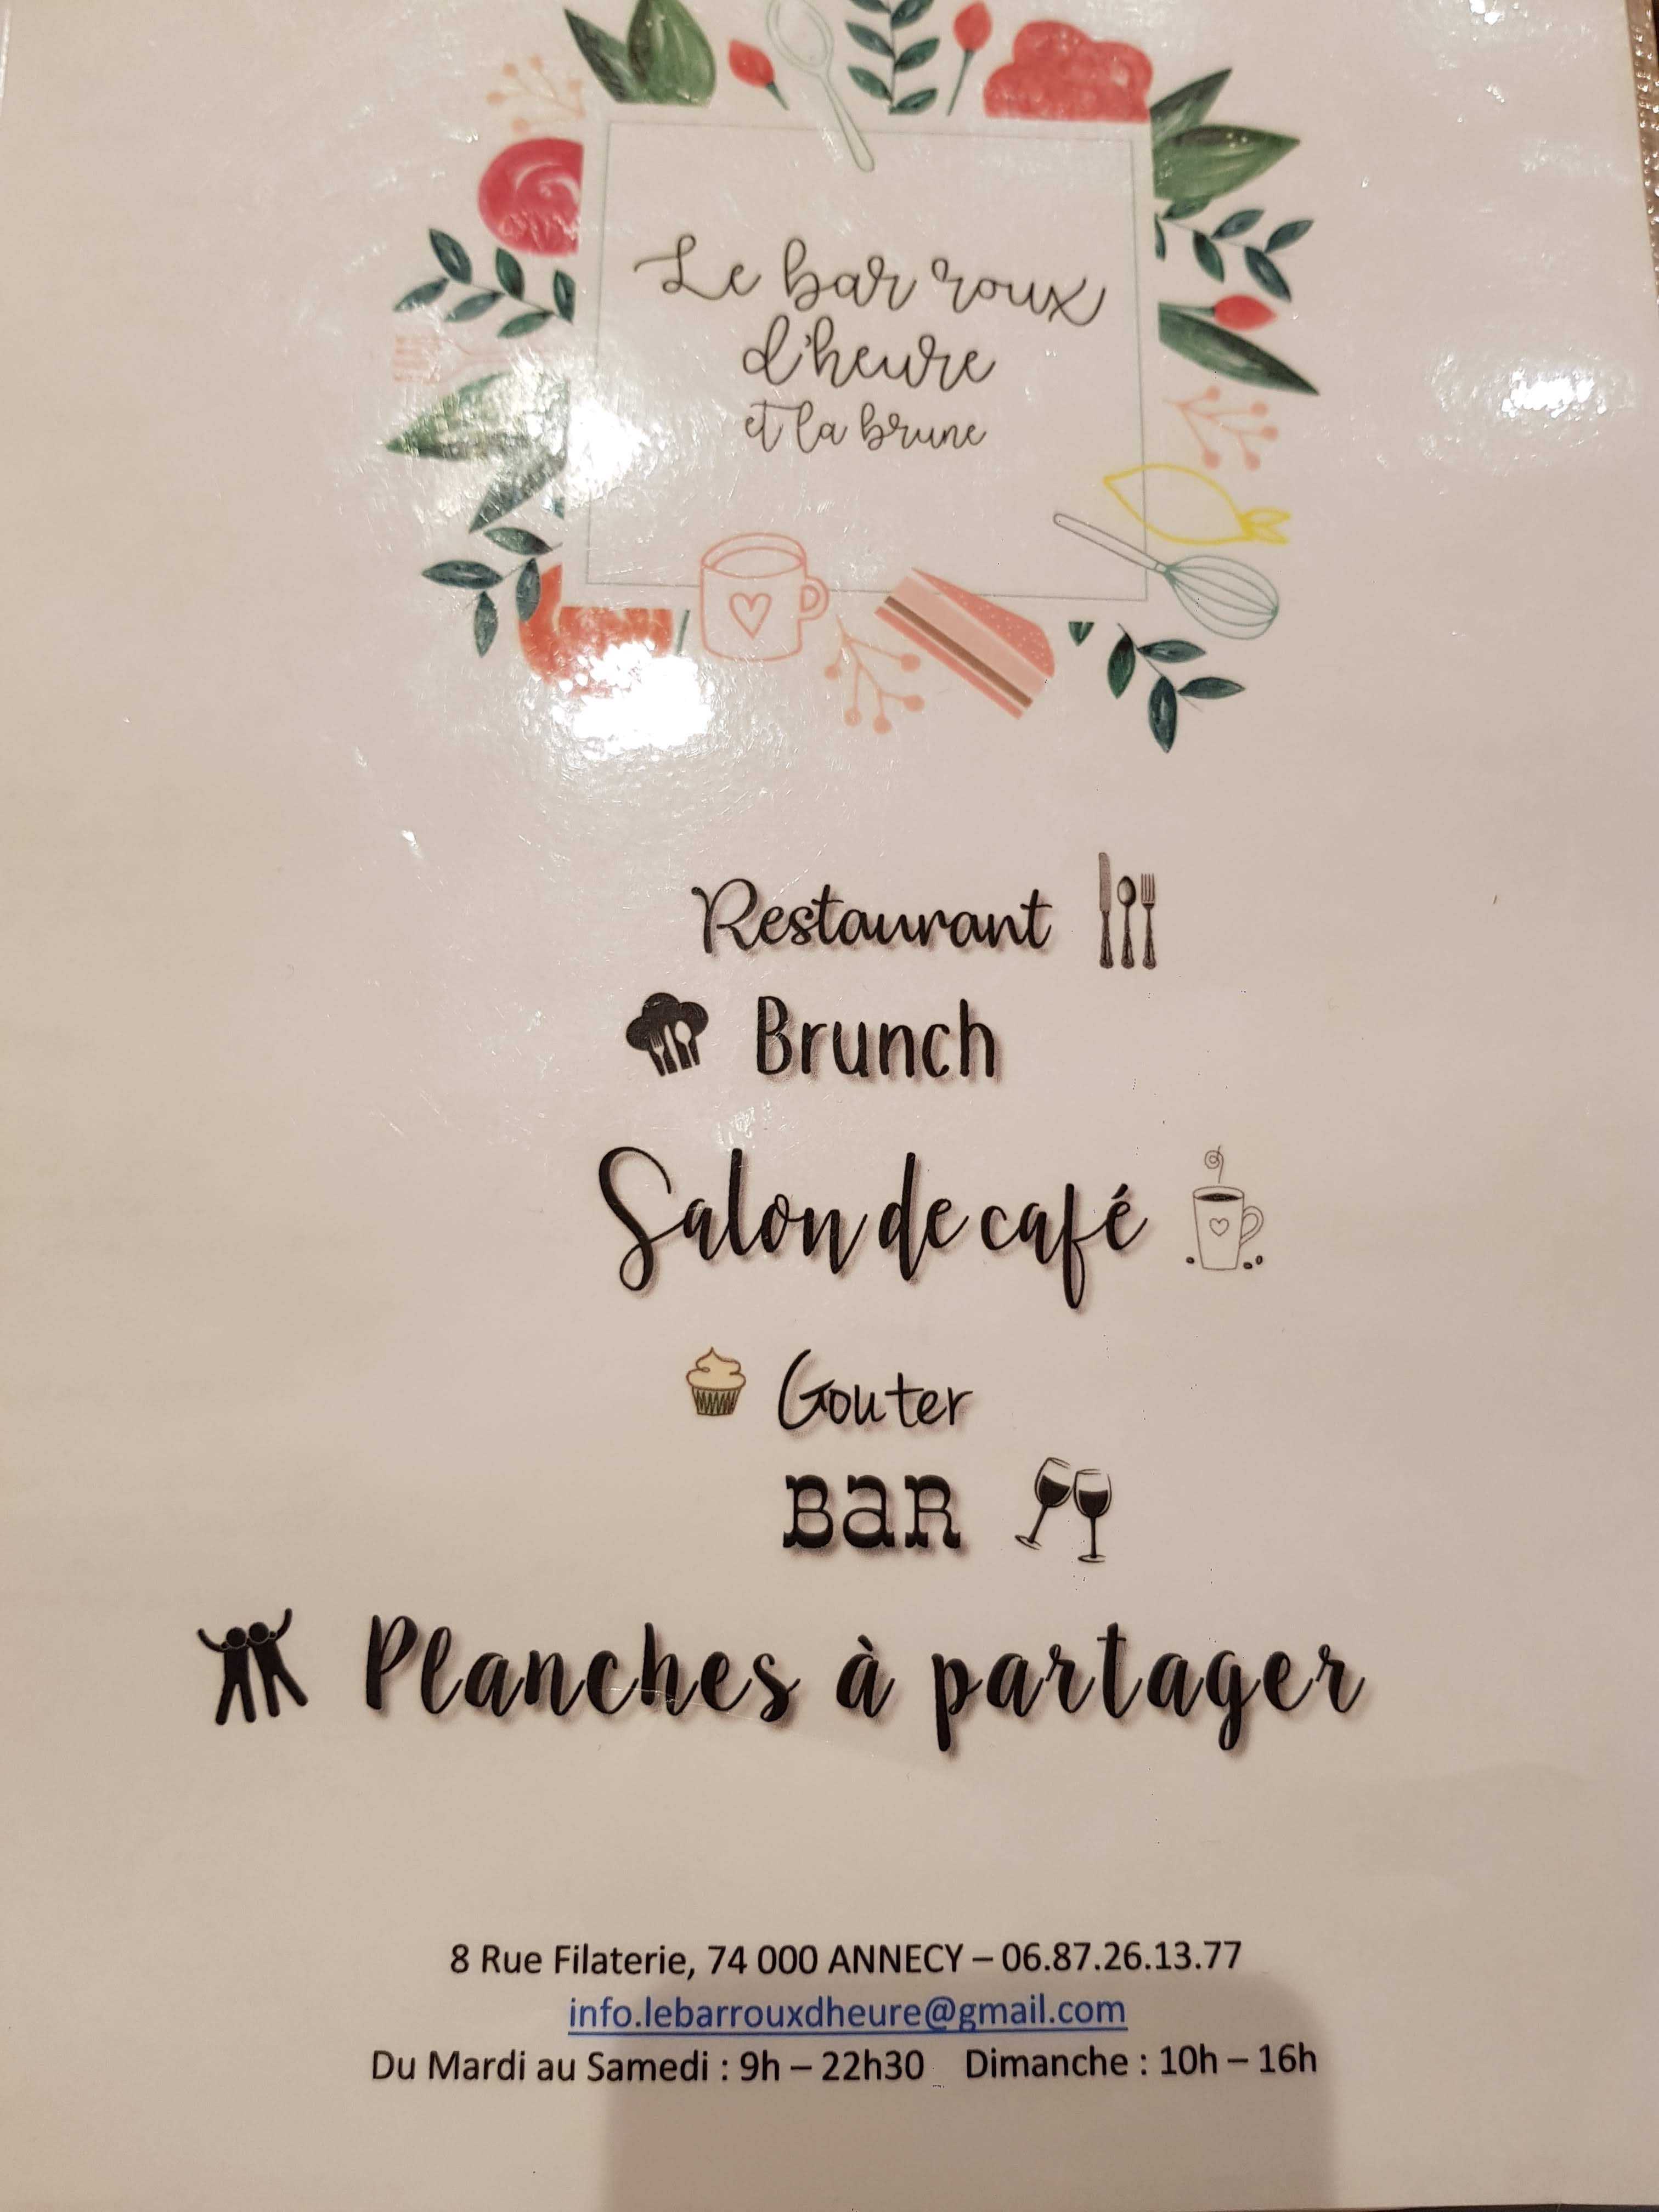 Le bar roux
d'heure
et la brune
Restaurant
Brunch
Salon de café
Gouter
BaR
Planches à partager
8 Rue Filaterie, 74 000 ANNECY – 06.87.26.13.77
info.lebarrouxdheure@gmail.com
Du Mardi au Samedi : 9h – 22h30 Dimanche : 10h – 16h